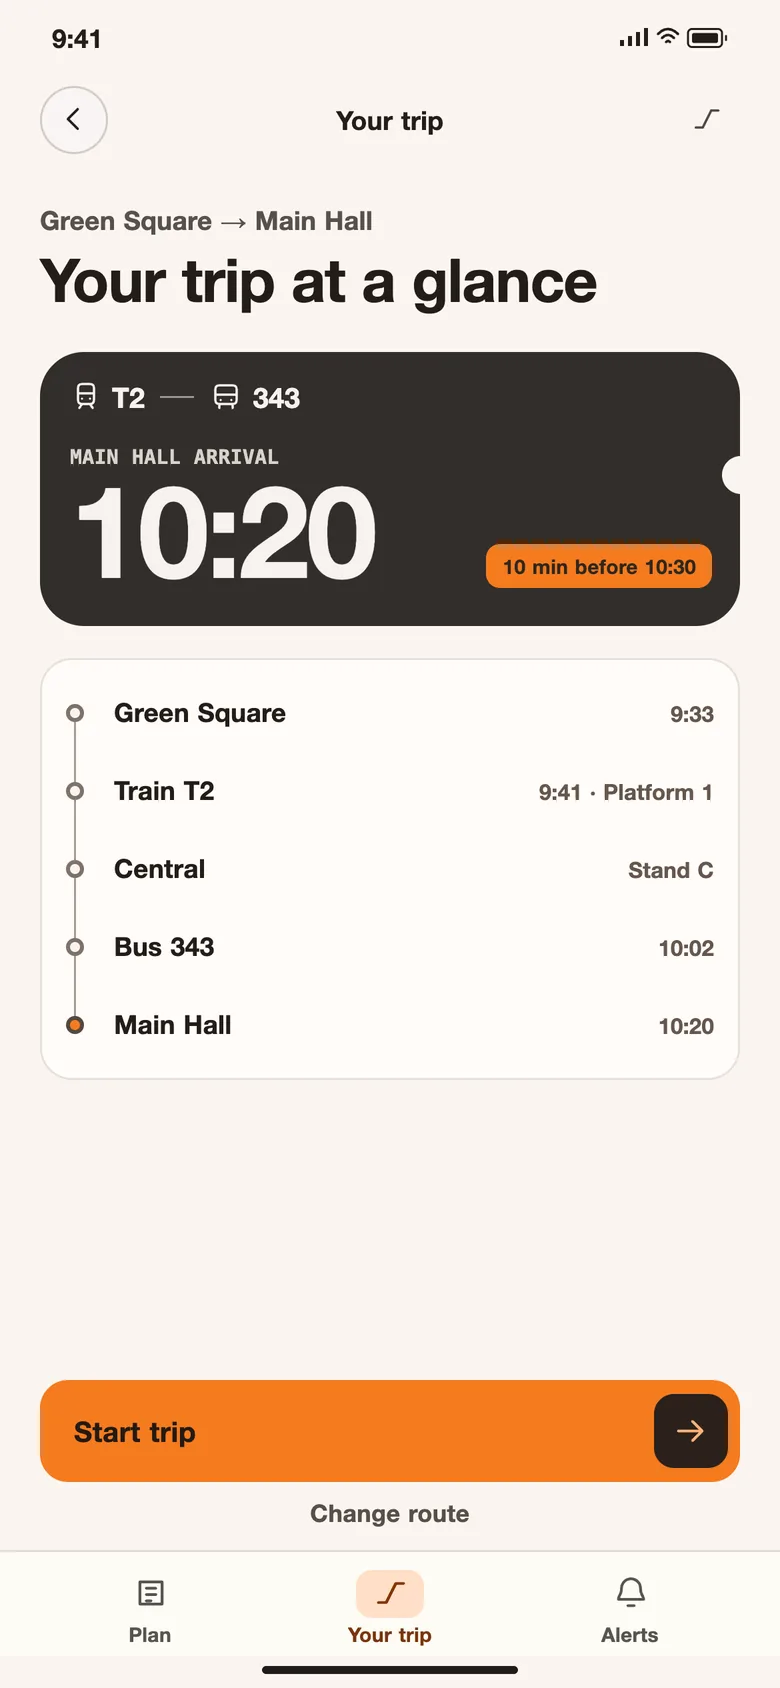 9:41
Your trip
Green Square → Main Hall
Your trip at a glance
T2 — 343
MAIN HALL ARRIVAL
10:20
10 min before 10:30
Green Square 9:33
Train T2 9:41 · Platform 1
Central Stand C
Bus 343 10:02
Main Hall 10:20
Start trip
Change route
Plan Your trip Alerts